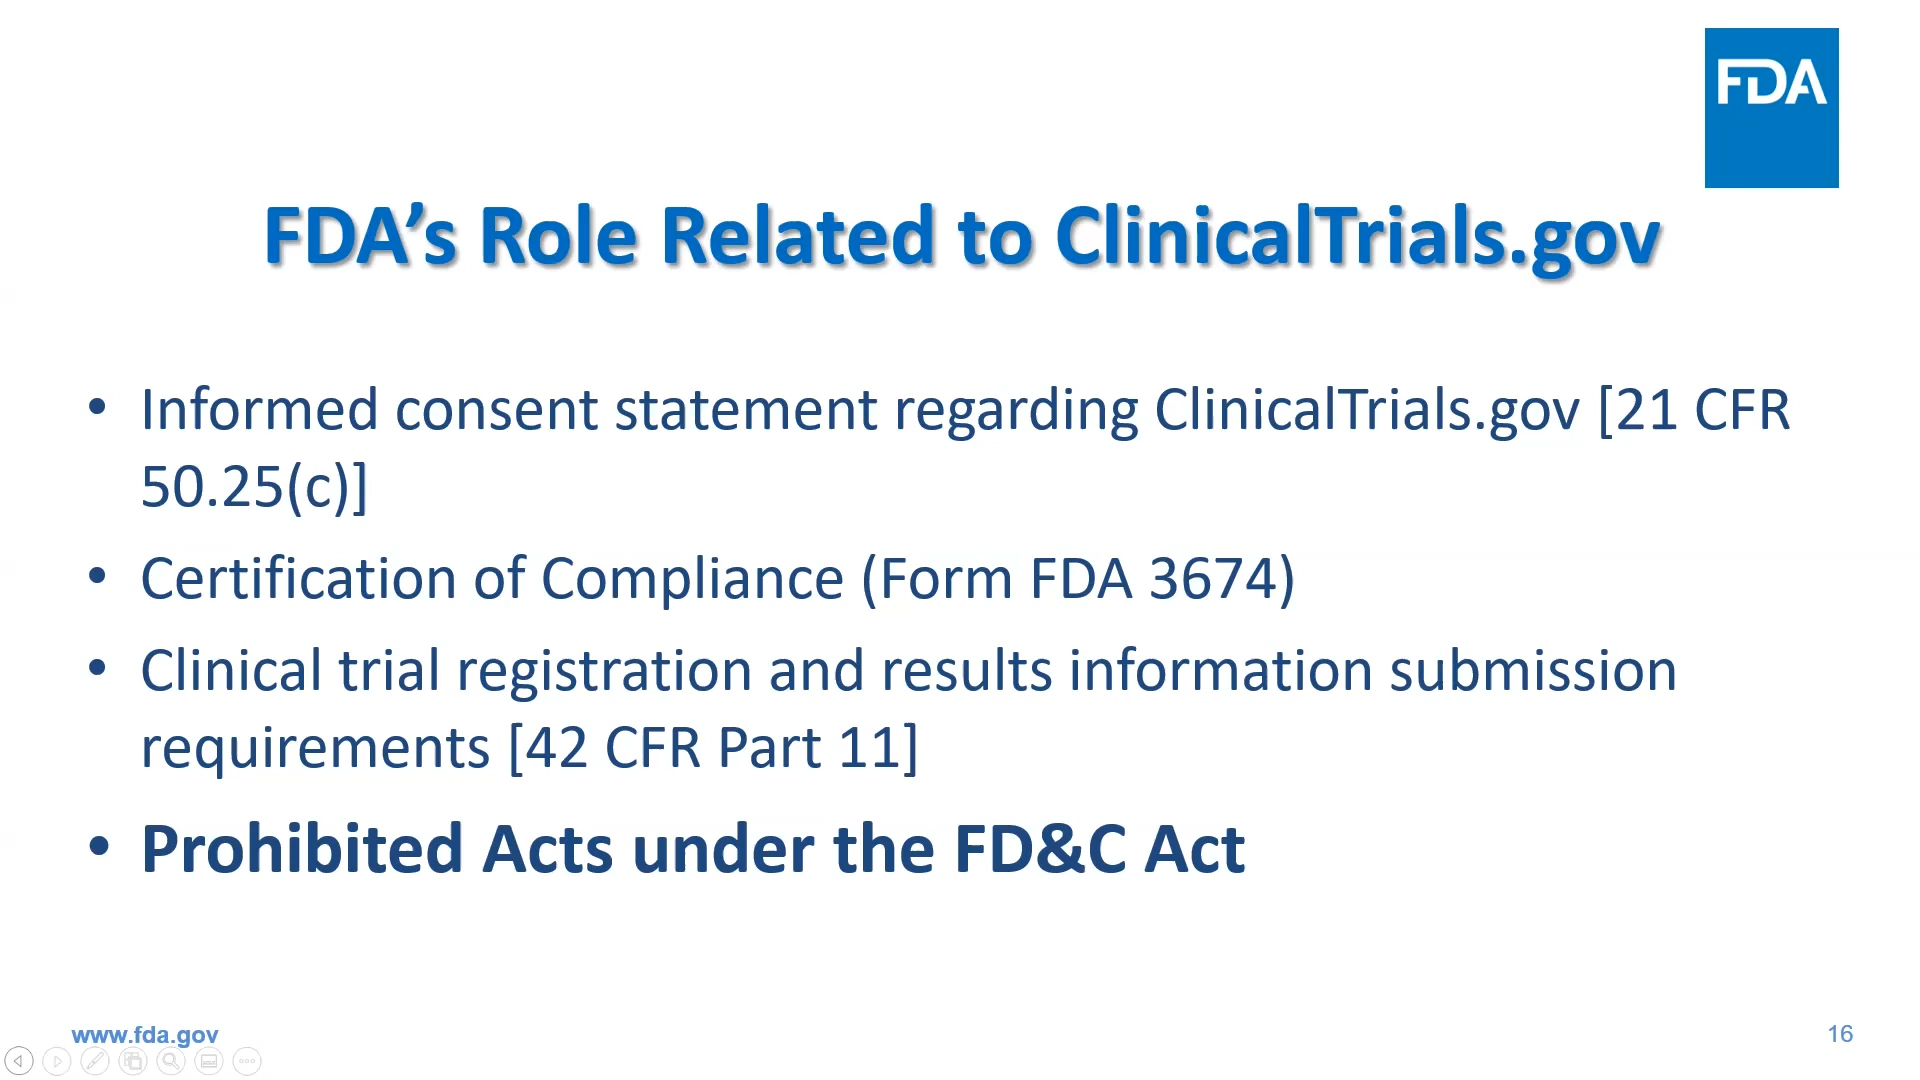 FDA
FDA’s Role Related to ClinicalTrials.gov
• Informed consent statement regarding ClinicalTrials.gov [21 CFR
50.25(c)]
• Certification of Compliance (Form FDA 3674)
• Clinical trial registration and results information submission
requirements [42 CFR Part 11]
• Prohibited Acts under the FD&C Act
www.fda.gov
16